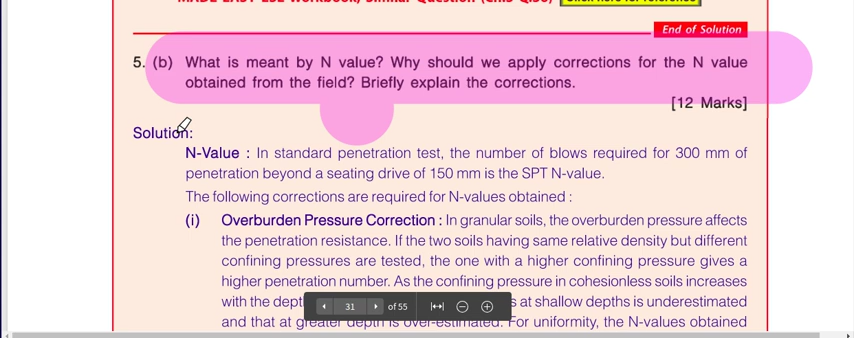 End of Solution
5. (b) What is meant by N value? Why should we apply corrections for the N value
obtained from the field? Briefly explain the corrections.
[12 Marks]
Solution:
N-Value : In standard penetration test, the number of blows required for 300 mm of
penetration beyond a seating drive of 150 mm is the SPT N-value.
The following corrections are required for N-values obtained :
(i) Overburden Pressure Correction : In granular soils, the overburden pressure affects
the penetration resistance. If the two soils having same relative density but different
confining pressures are tested, the one with a higher confining pressure gives a
higher penetration number. As the confining pressure in cohesionless soils increases
with the at shallow depths is underestimated
31 of 55
and that at greater depth is over-estimated. For uniformity, the N-values obtained